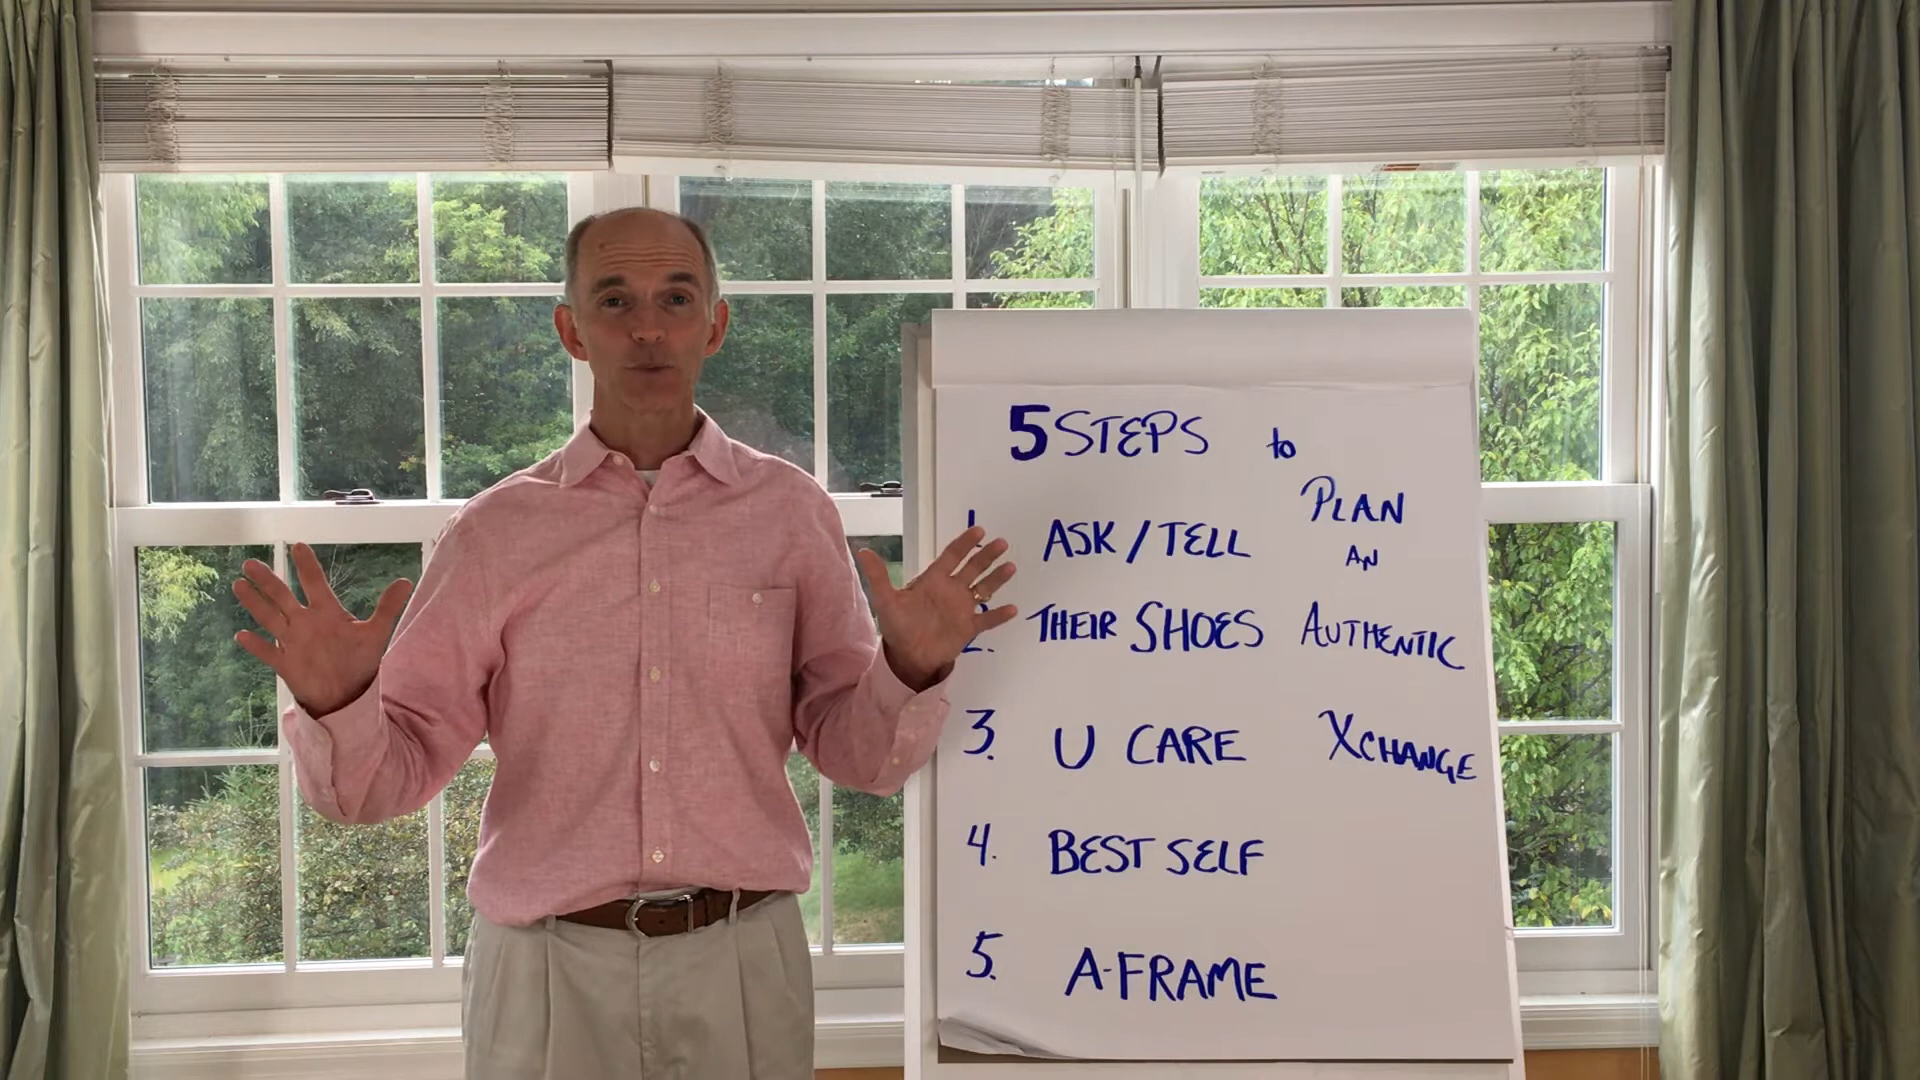 5 STEPS to
PLAN
AN
AUTHENTIC
XCHANGE
1. ASK / TELL
2. THEIR SHOES
3. U CARE
4. BEST SELF
5. A-FRAME